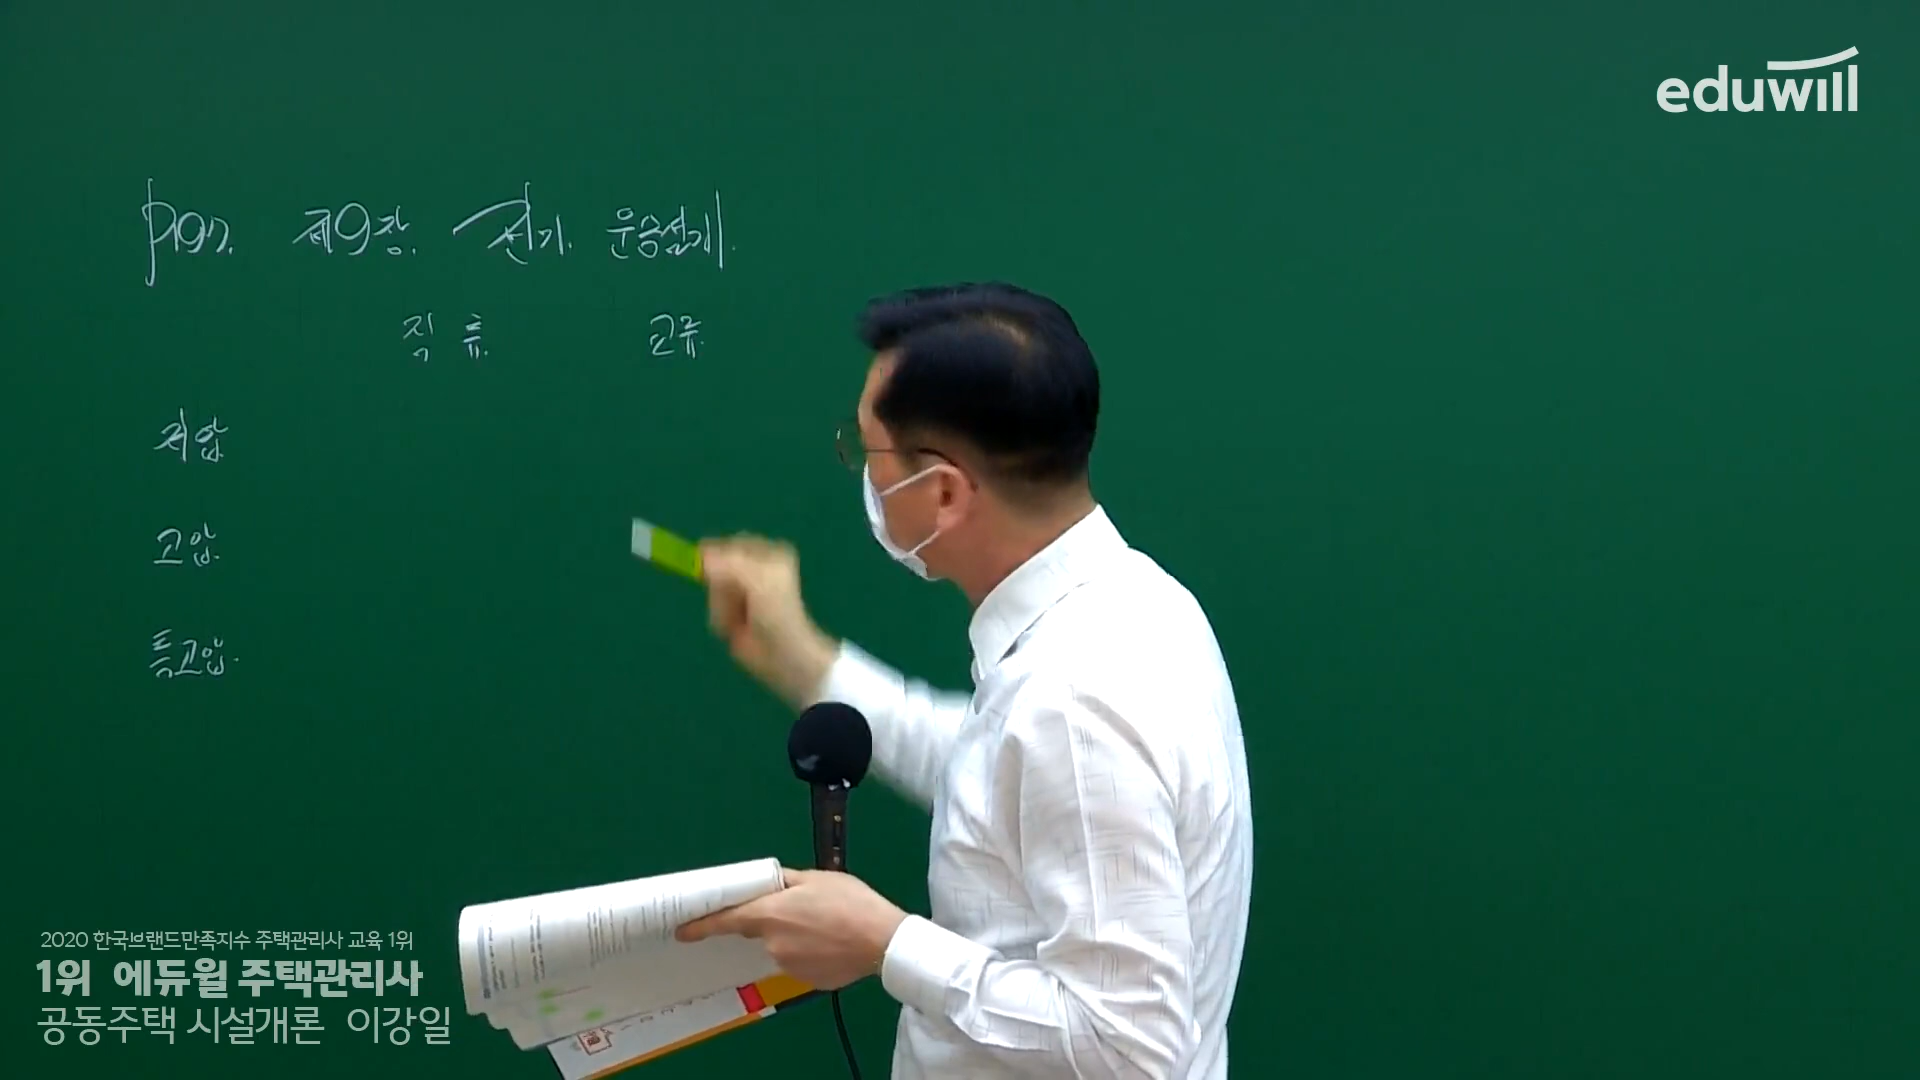 eduwill
P197. 제9장. 전기 운송설비.
직 류. 교류.
저압.
고압.
특고압.
2020 한국브랜드만족지수 주택관리사 교육 1위
1위 에듀윌 주택관리사
공동주택 시설개론 이강일